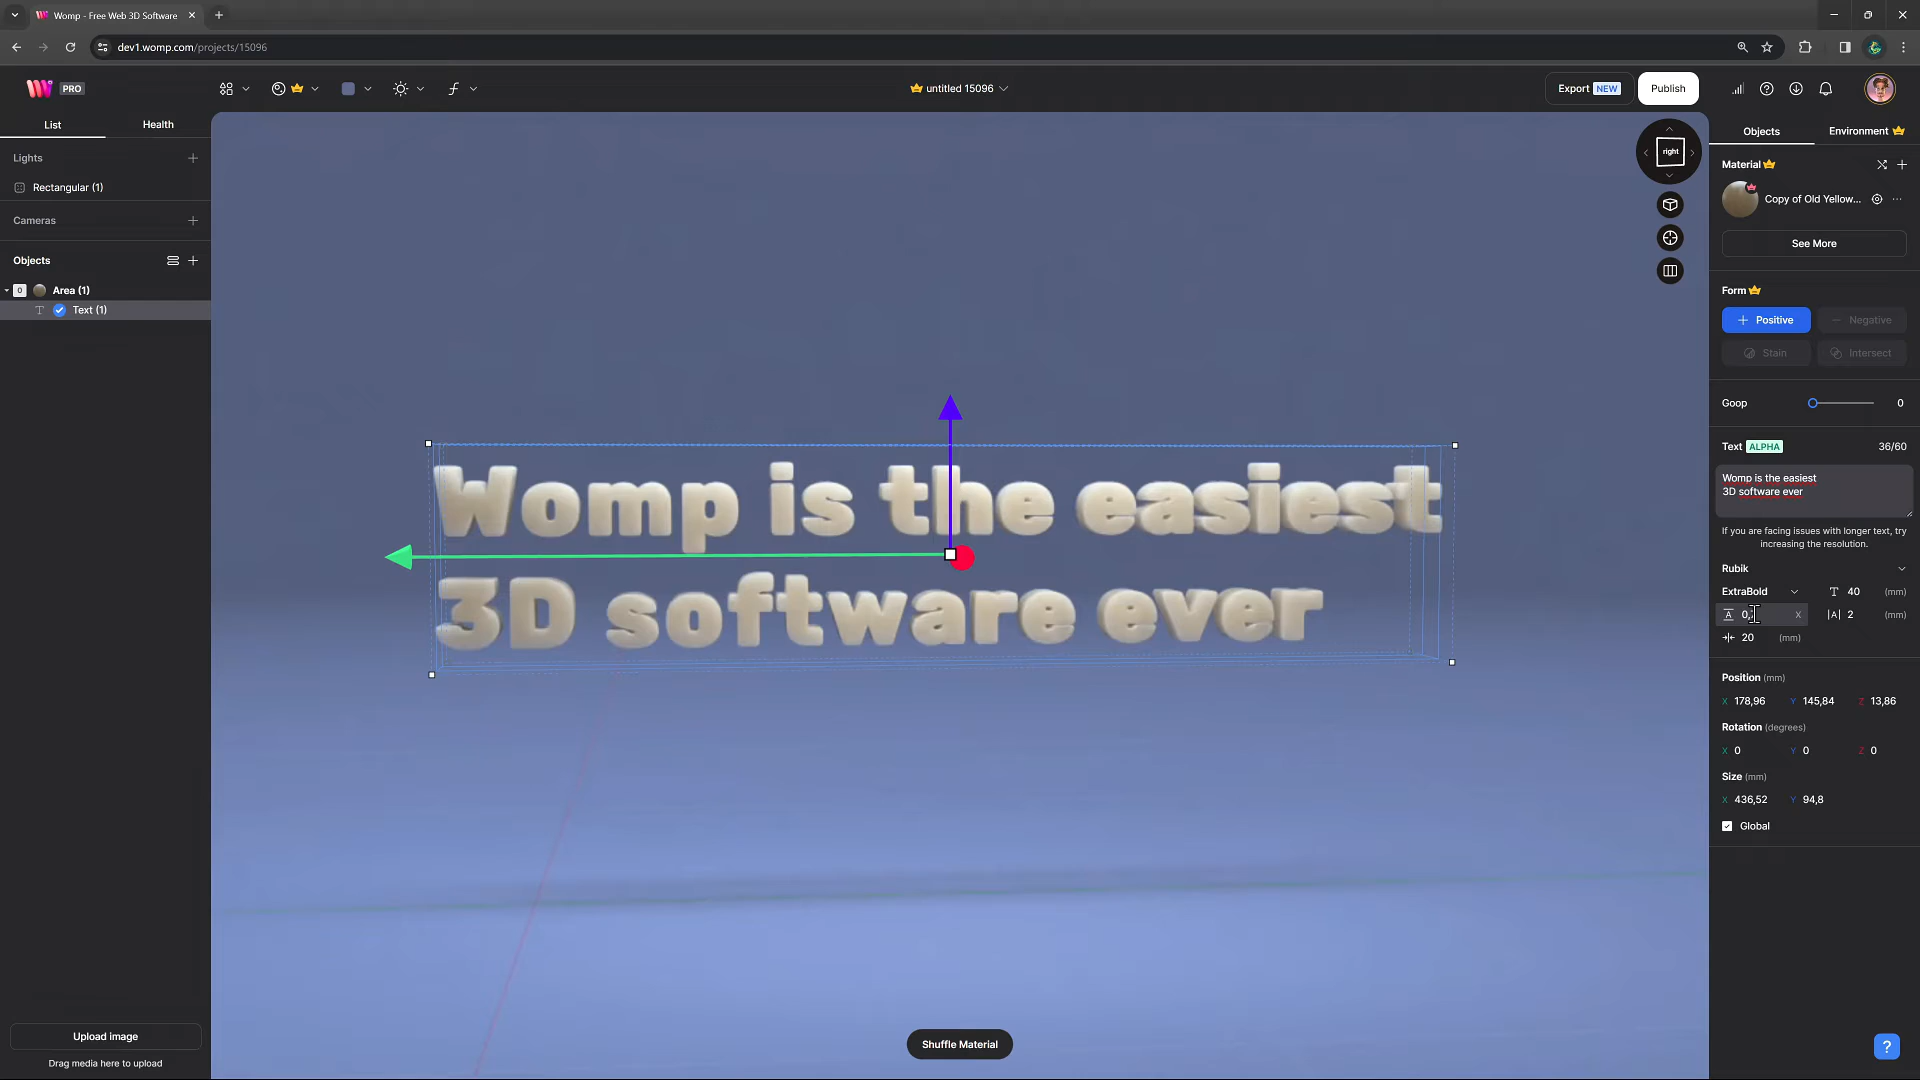 Womp - Free Web 3D Software
dev1.womp.com/projects/15096
PRO
untitled 15096
Export NEW
Publish
List
Health
Objects
Environment
Lights
Rectangular (1)
Cameras
Objects
0
Area (1)
Text (1)
Upload image
Drag media here to upload
right
Womp is the easiest
3D software ever
Shuffle Material
Material
Copy of Old Yellow...
See More
Form
Positive
Negative
Stain
Intersect
Goop
0
Text ALPHA
36/60
Womp is the easiest
3D software ever
If you are facing issues with longer text, try
increasing the resolution.
Rubik
ExtraBold
40 (mm)
X
2 (mm)
20 (mm)
Position (mm)
X 178,96 Y 145,84 Z 13,86
Rotation (degrees)
X 0 Y 0 Z 0
Size (mm)
X 436,52 Y 94,8
Global
?